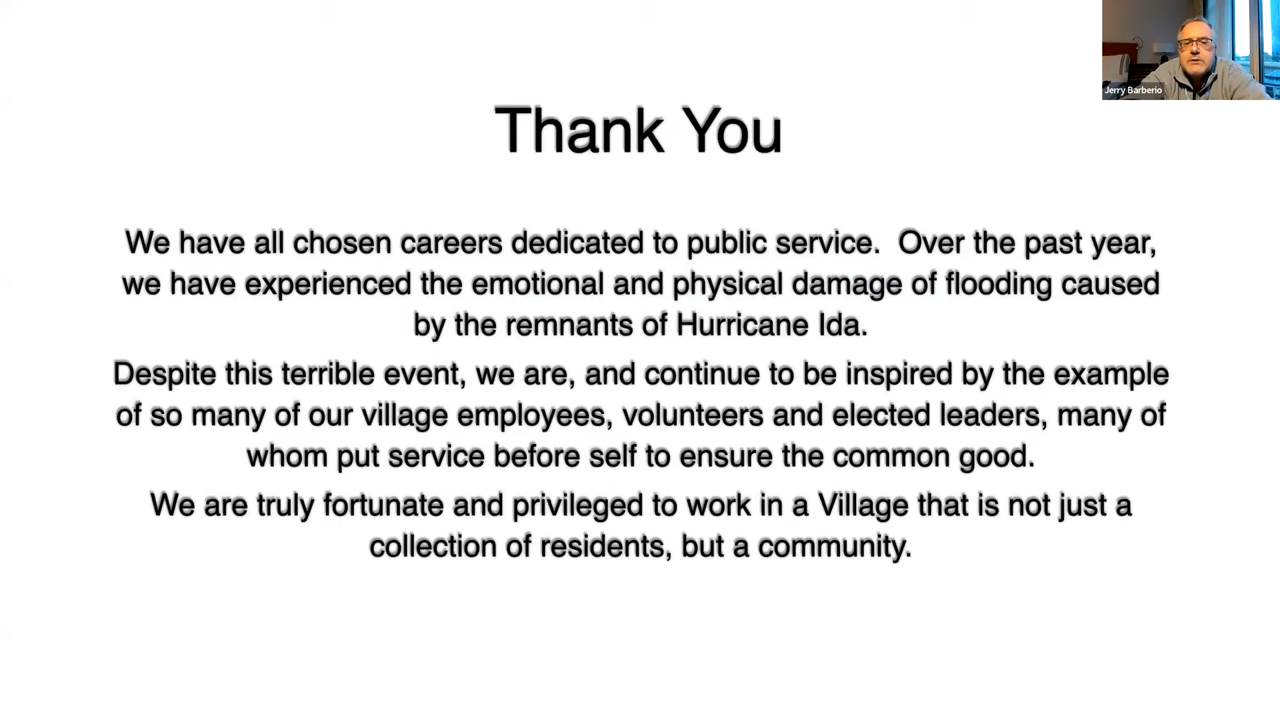 Jerry Barberio
Thank You
We have all chosen careers dedicated to public service.  Over the past year,
we have experienced the emotional and physical damage of flooding caused
by the remnants of Hurricane Ida.
Despite this terrible event, we are, and continue to be inspired by the example
of so many of our village employees, volunteers and elected leaders, many of
whom put service before self to ensure the common good.
We are truly fortunate and privileged to work in a Village that is not just a
collection of residents, but a community.